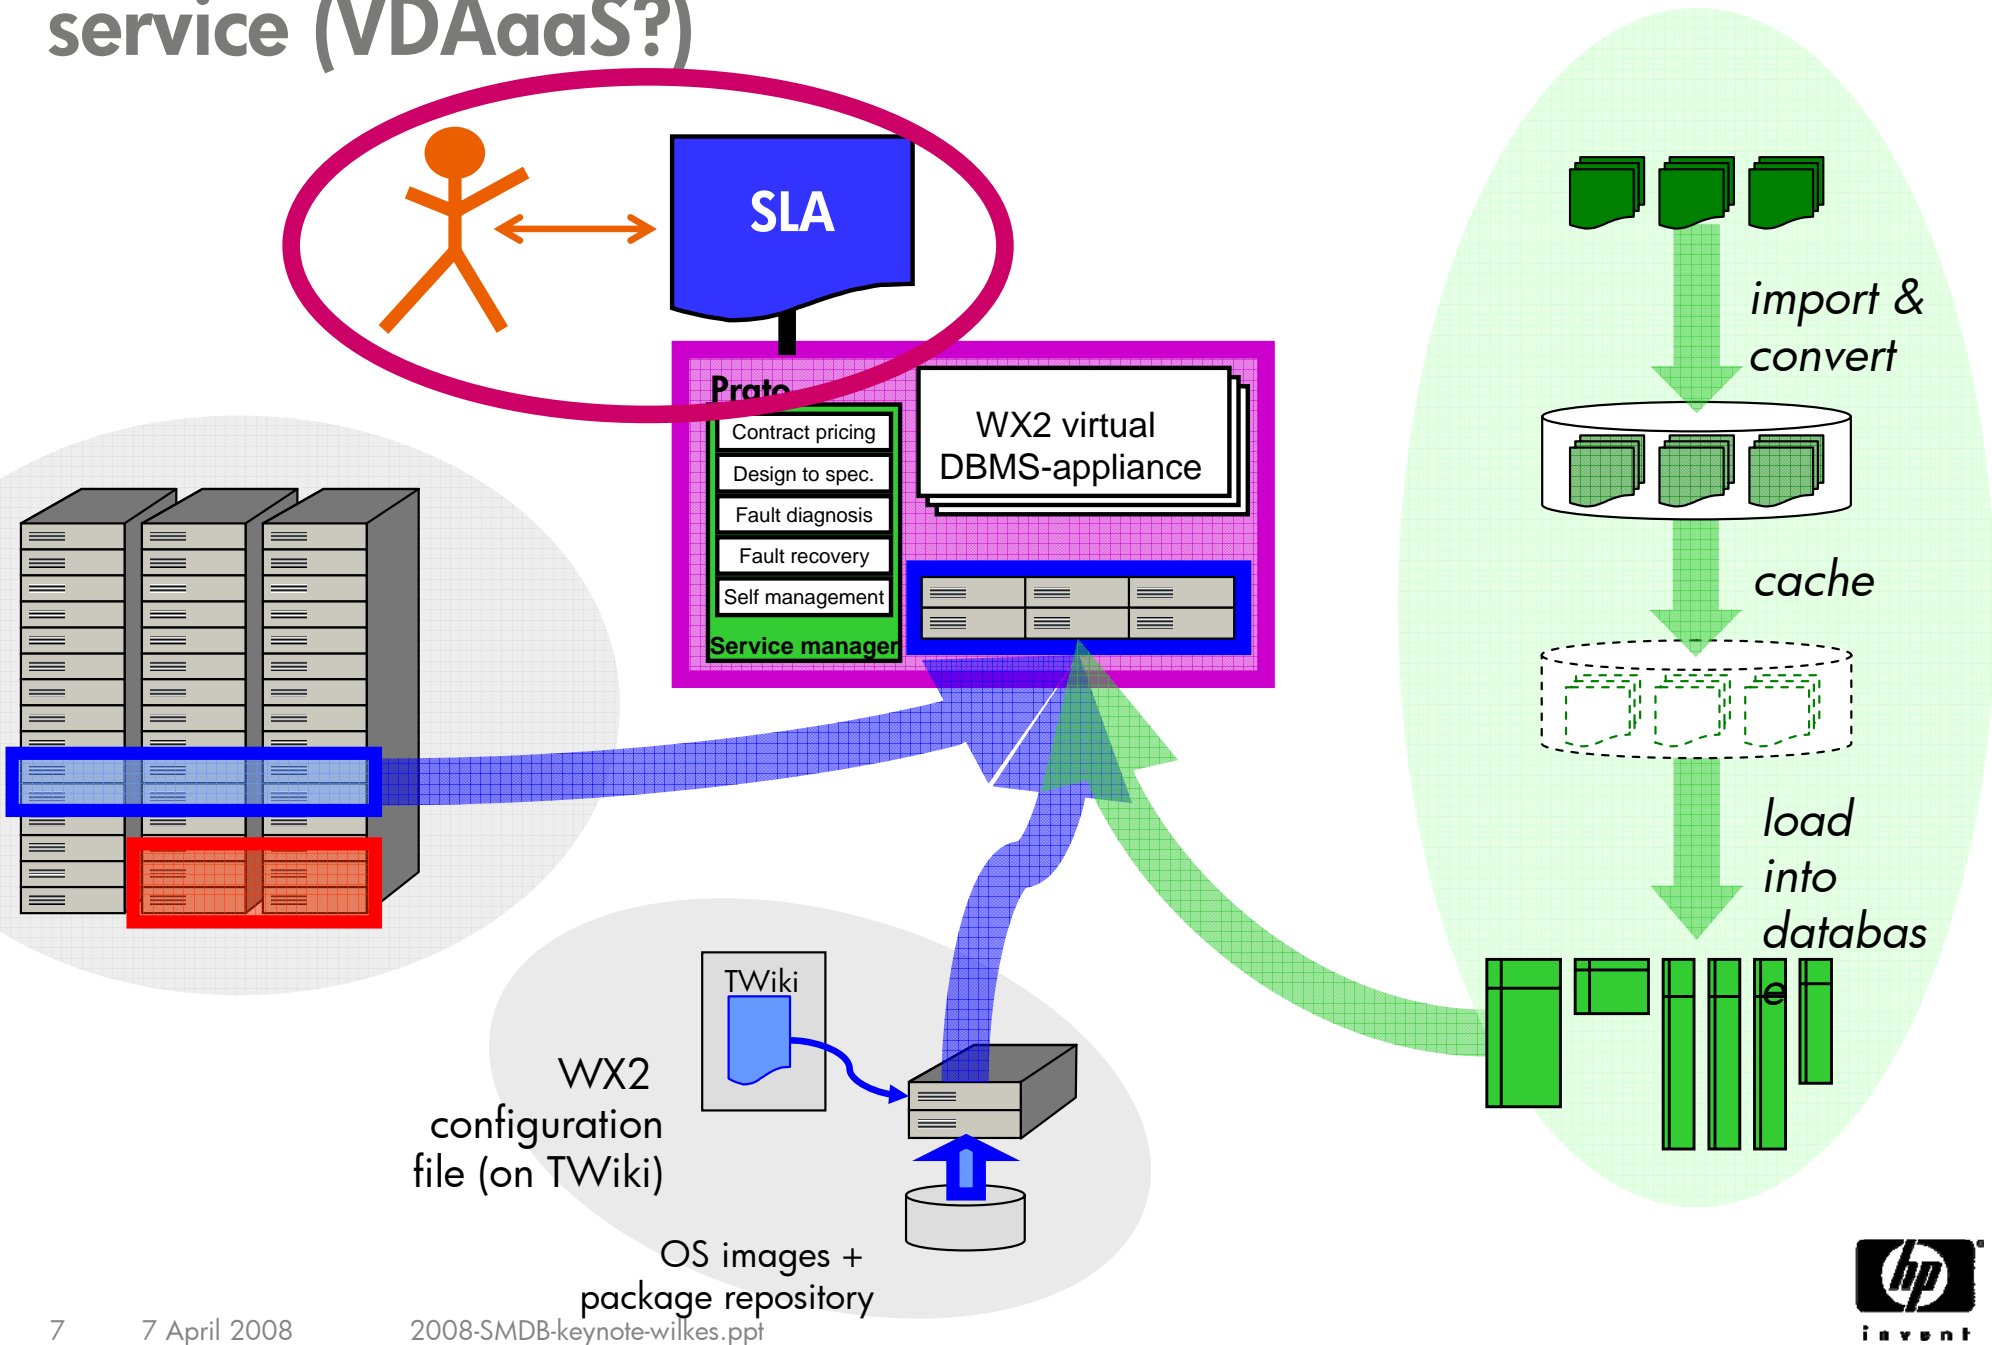 service (VDAaaS?)
SLA
Prato
Contract pricing
Design to spec.
Fault diagnosis
Fault recovery
Self management
Service manager
WX2 virtual
DBMS-appliance
import &
convert
cache
load
into
databas
e
TWiki
WX2
configuration
file (on TWiki)
OS images +
package repository
7 7 April 2008 2008-SMDB-keynote-wilkes.ppt
hp
invent